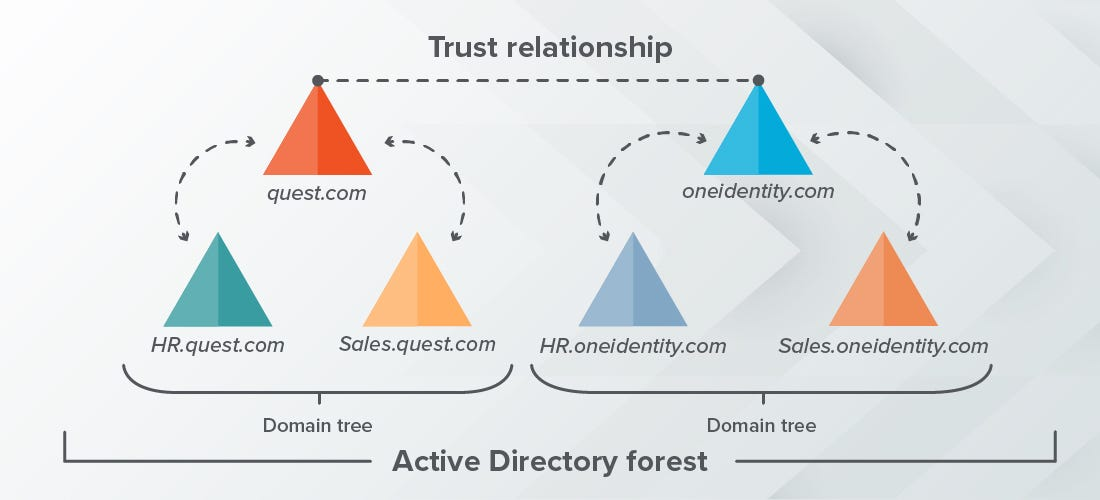 Trust relationship
quest.com
oneidentity.com
HR.quest.com
Sales.quest.com
HR.oneidentity.com
Sales.oneidentity.com
Domain tree
Domain tree
Active Directory forest